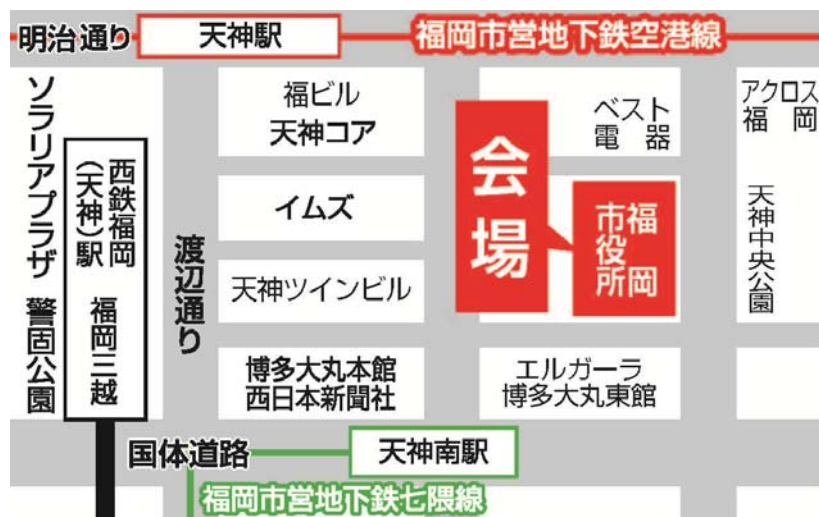 明治通り
天神駅
福岡市営地下鉄空港線
ソラリアプラザ
警固公園
西鉄福岡
(天神)駅
福岡三越
渡辺通り
福ビル
天神コア
イムズ
天神ツインビル
博多大丸本館
西日本新聞社
会場
ベスト
電器
福岡
市役所
エルガーラ
博多大丸東館
アクロス
福岡
天神中央公園
国体道路
天神南駅
福岡市営地下鉄七隈線